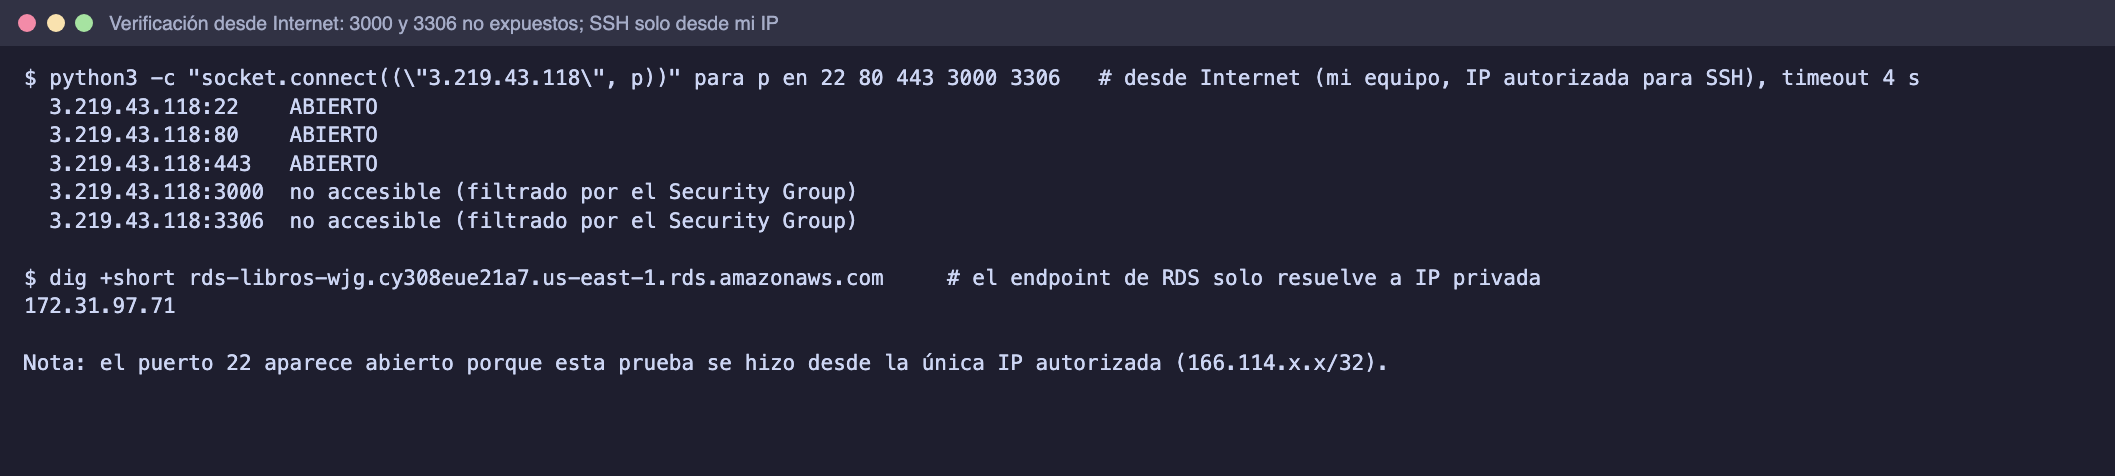 Verificación desde Internet: 3000 y 3306 no expuestos; SSH solo desde mi IP
$ python3 -c "socket.connect((\"3.219.43.118\", p))" para p en 22 80 443 3000 3306   # desde Internet (mi equipo, IP autorizada para SSH), timeout 4 s
3.219.43.118:22    ABIERTO
3.219.43.118:80    ABIERTO
3.219.43.118:443   ABIERTO
3.219.43.118:3000  no accesible (filtrado por el Security Group)
3.219.43.118:3306  no accesible (filtrado por el Security Group)
$ dig +short rds-libros-wjg.cy308eue21a7.us-east-1.rds.amazonaws.com     # el endpoint de RDS solo resuelve a IP privada
172.31.97.71
Nota: el puerto 22 aparece abierto porque esta prueba se hizo desde la única IP autorizada (166.114.x.x/32).